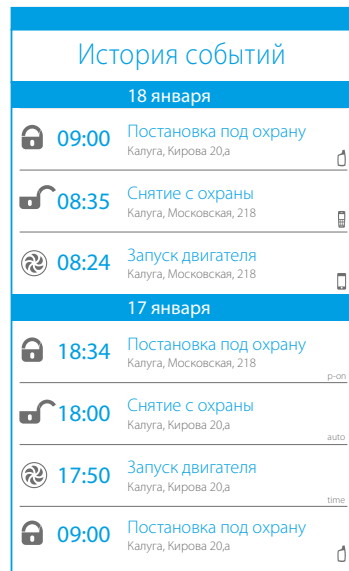 История событий
18 января
09:00 Постановка под охрану
Калуга, Кирова 20,а
08:35 Снятие с охраны
Калуга, Московская, 218
08:24 Запуск двигателя
Калуга, Московская, 218
17 января
18:34 Постановка под охрану
Калуга, Московская, 218
p-on
18:00 Снятие с охраны
Калуга, Кирова 20,а
auto
17:50 Запуск двигателя
Калуга, Кирова 20,а
time
09:00 Постановка под охрану
Калуга, Кирова 20,а